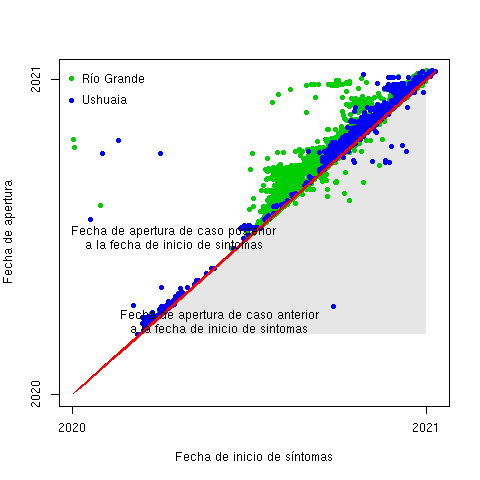 Río Grande
Ushuaia
Fecha de apertura de caso posterior
a la fecha de inicio de síntomas
Fecha de apertura de caso anterior
a la fecha de inicio de síntomas
2021
2020
Fecha de apertura
2020
2021
Fecha de inicio de síntomas